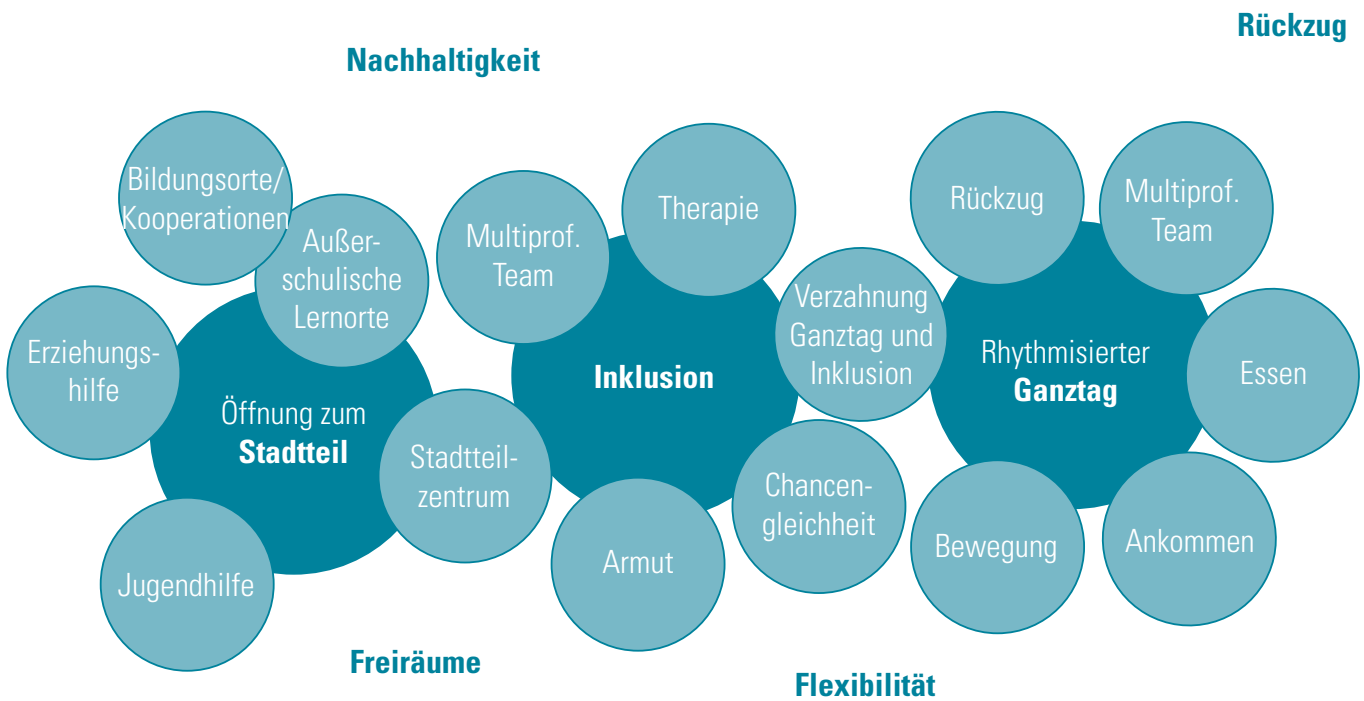 Rückzug
Nachhaltigkeit
Bildungsorte/
Kooperationen
Außer-
schulische
Lernorte
Erziehungs-
hilfe
Öffnung zum
Stadtteil
Stadtteil-
zentrum
Jugendhilfe
Multiprof.
Team
Therapie
Inklusion
Verzahnung
Ganztag und
Inklusion
Armut
Chancen-
gleichheit
Rückzug
Multiprof.
Team
Rhythmisierter
Ganztag
Essen
Bewegung
Ankommen
Freiräume
Flexibilität